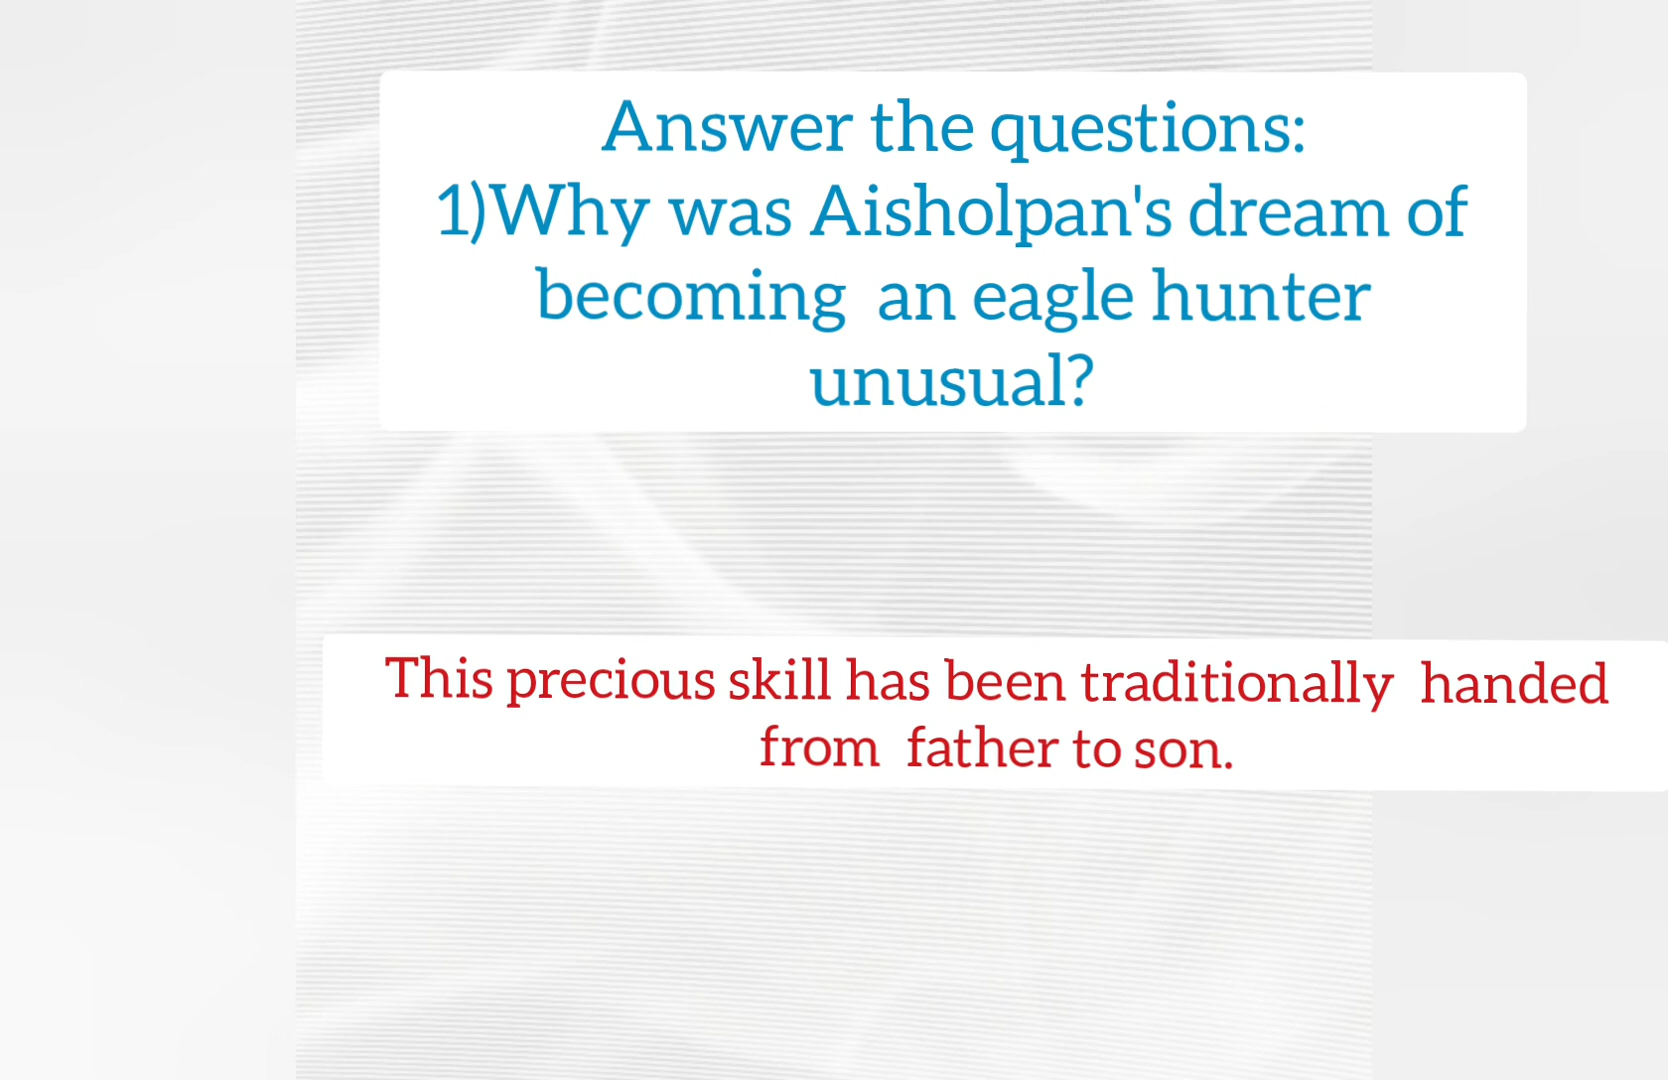 Answer the questions:
1)Why was Aisholpan's dream of
becoming an eagle hunter
unusual?
This precious skill has been traditionally handed
from father to son.